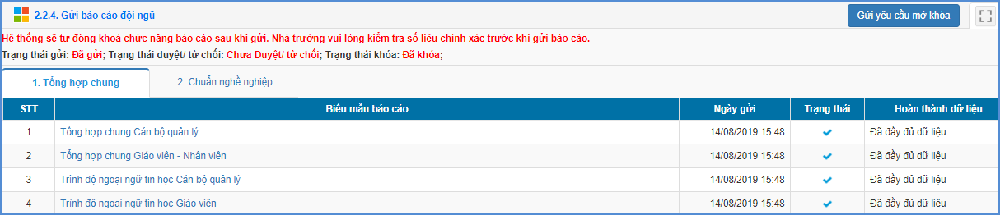 2.2.4. Gửi báo cáo đội ngũ
Gửi yêu cầu mở khóa
Hệ thống sẽ tự động khoá chức năng báo cáo sau khi gửi. Nhà trường vui lòng kiểm tra số liệu chính xác trước khi gửi báo cáo.
Trạng thái gửi: Đã gửi; Trạng thái duyệt/ từ chối: Chưa Duyệt/ từ chối; Trạng thái khóa: Đã khóa;
1. Tổng hợp chung 2. Chuẩn nghề nghiệp
STT Biểu mẫu báo cáo Ngày gửi Trạng thái Hoàn thành dữ liệu
1 Tổng hợp chung Cán bộ quản lý 14/08/2019 15:48 Đã đầy đủ dữ liệu
2 Tổng hợp chung Giáo viên - Nhân viên 14/08/2019 15:48 Đã đầy đủ dữ liệu
3 Trình độ ngoại ngữ tin học Cán bộ quản lý 14/08/2019 15:48 Đã đầy đủ dữ liệu
4 Trình độ ngoại ngữ tin học Giáo viên 14/08/2019 15:48 Đã đầy đủ dữ liệu